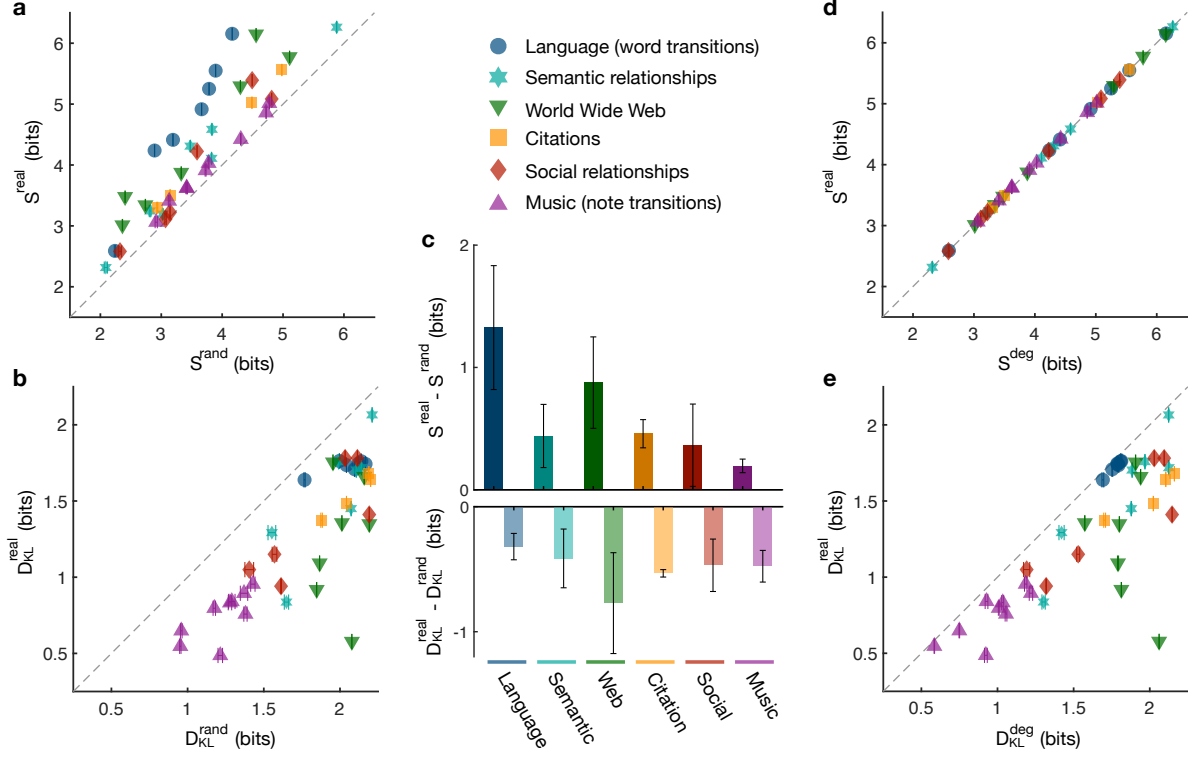 a
S^real (bits)
6
5
4
3
2
2 3 4 5 6
S^rand (bits)
Language (word transitions)
Semantic relationships
World Wide Web
Citations
Social relationships
Music (note transitions)
d
S^real (bits)
6
5
4
3
2
2 3 4 5 6
S^deg (bits)
b
D_KL^real (bits)
2
1.5
1
0.5
0.5 1 1.5 2
D_KL^rand (bits)
c
S^real - S^rand (bits)
2
1
0
D_KL^real - D_KL^rand (bits)
0
-1
Language
Semantic
Web
Citation
Social
Music
e
D_KL^real (bits)
2
1.5
1
0.5
0.5 1 1.5 2
D_KL^deg (bits)